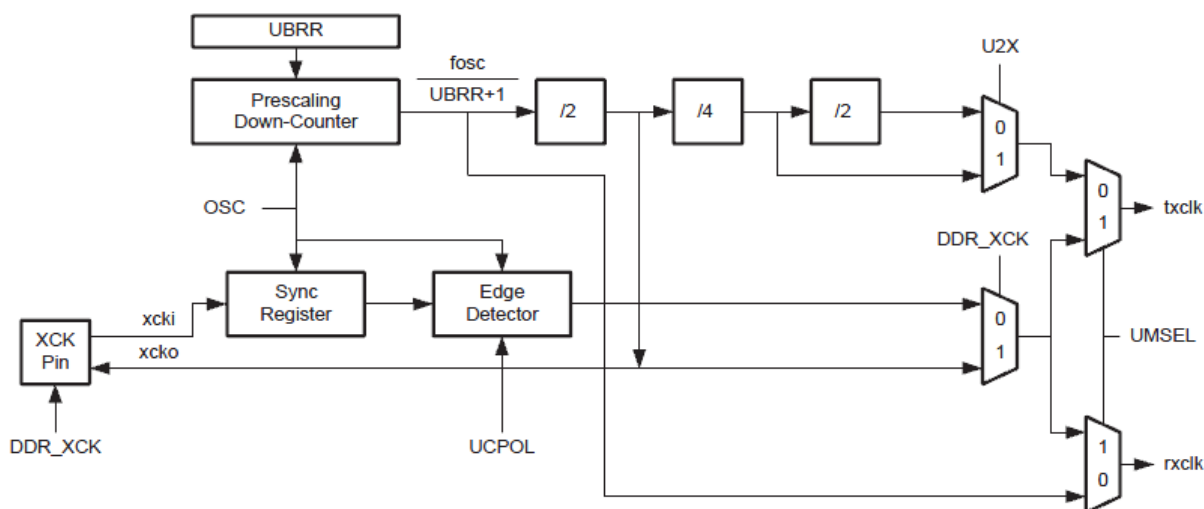 UBRR
U2X
fosc
Prescaling
Down-Counter
UBRR+1
/2
/4
/2
0
1
OSC
0
1
txclk
DDR_XCK
Sync
Register
Edge
Detector
xcki
XCK
Pin
xcko
0
1
UMSEL
DDR_XCK
UCPOL
1
0
rxclk